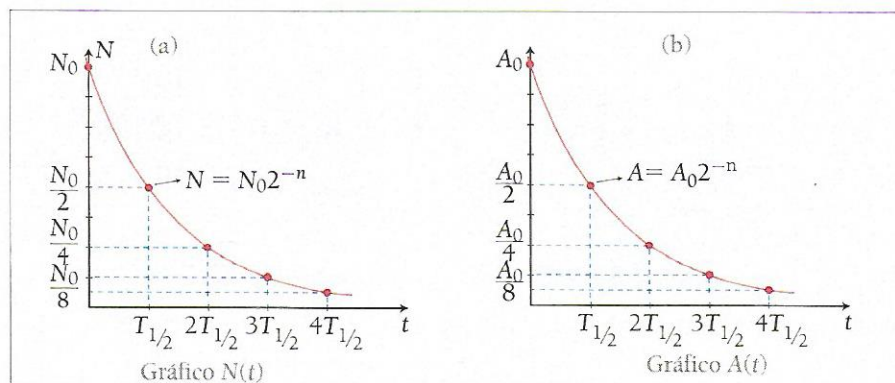 (a)
N
N₀
N₀/2
N = N₀2⁻ⁿ
N₀/4
N₀/8
T₁/₂ 2T₁/₂ 3T₁/₂ 4T₁/₂ t
Gráfico N(t)
(b)
A₀
A₀/2
A = A₀2⁻ⁿ
A₀/4
A₀/8
T₁/₂ 2T₁/₂ 3T₁/₂ 4T₁/₂ t
Gráfico A(t)